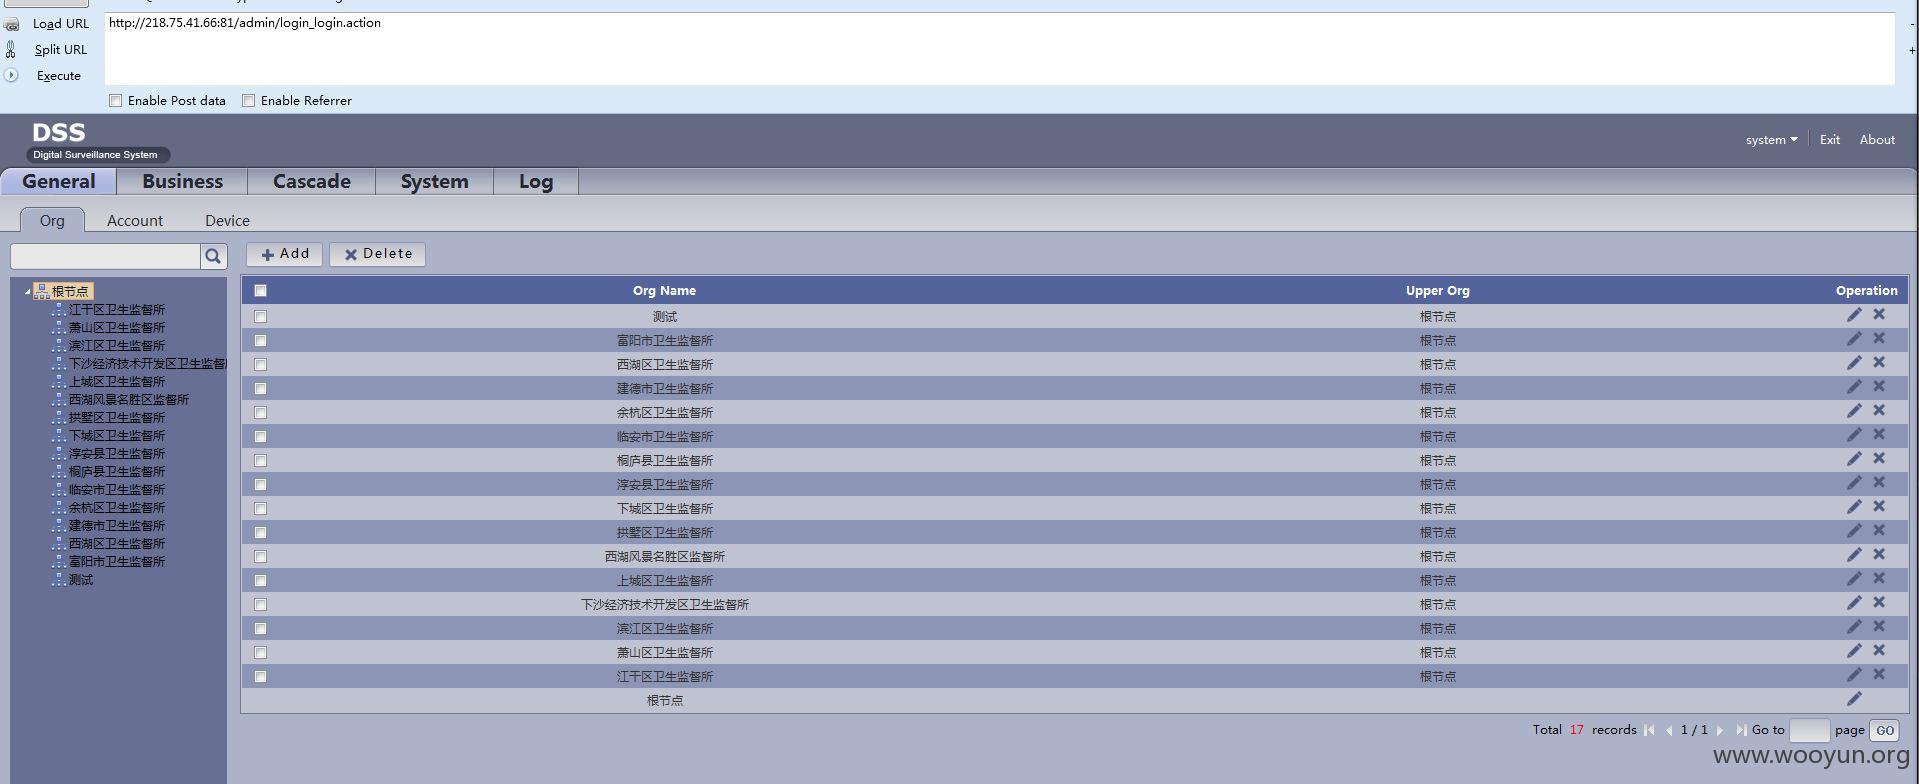 Load URL
http://218.75.41.66:81/admin/login_login.action
Split URL
Execute
Enable Post data Enable Referrer
DSS
Digital Surveillance System
system Exit About
General Business Cascade System Log
Org Account Device
Add Delete
根节点
江干区卫生监督所
萧山区卫生监督所
滨江区卫生监督所
下沙经济技术开发区卫生监督
上城区卫生监督所
西湖风景名胜区监督所
拱墅区卫生监督所
下城区卫生监督所
淳安县卫生监督所
桐庐县卫生监督所
临安市卫生监督所
余杭区卫生监督所
建德市卫生监督所
西湖区卫生监督所
富阳市卫生监督所
测试
Org Name Upper Org Operation
测试 根节点
富阳市卫生监督所 根节点
西湖区卫生监督所 根节点
建德市卫生监督所 根节点
余杭区卫生监督所 根节点
临安市卫生监督所 根节点
桐庐县卫生监督所 根节点
淳安县卫生监督所 根节点
下城区卫生监督所 根节点
拱墅区卫生监督所 根节点
西湖风景名胜区监督所 根节点
上城区卫生监督所 根节点
下沙经济技术开发区卫生监督所 根节点
滨江区卫生监督所 根节点
萧山区卫生监督所 根节点
江干区卫生监督所 根节点
根节点
Total 17 records 1 / 1 Go to page GO
www.wooyun.org